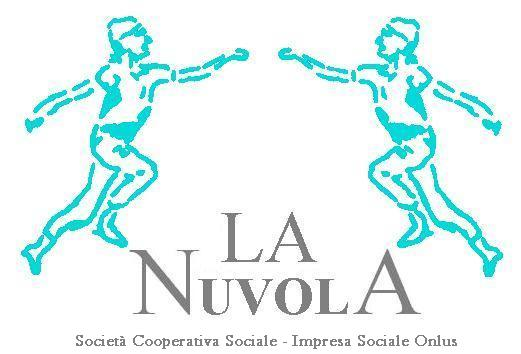 LA
NUVOLA
Società Cooperativa Sociale - Impresa Sociale Onlus